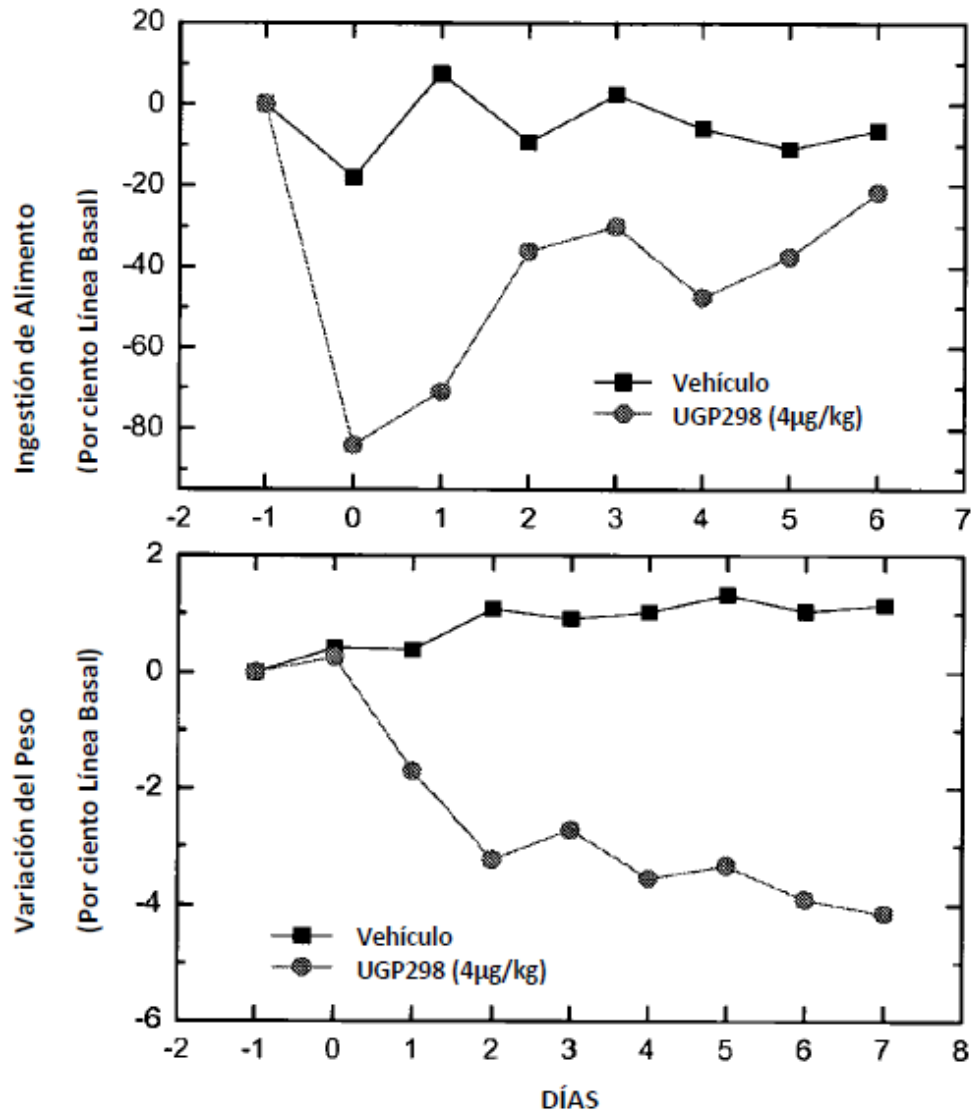 Ingestión de Alimento
(Por ciento Línea Basal)
20
0
-20
-40
-60
-80
Vehículo
UGP298 (4µg/kg)
-2 -1 0 1 2 3 4 5 6 7
Variación del Peso
(Por ciento Línea Basal)
2
0
-2
-4
-6
Vehículo
UGP298 (4µg/kg)
-2 -1 0 1 2 3 4 5 6 7 8
DÍAS